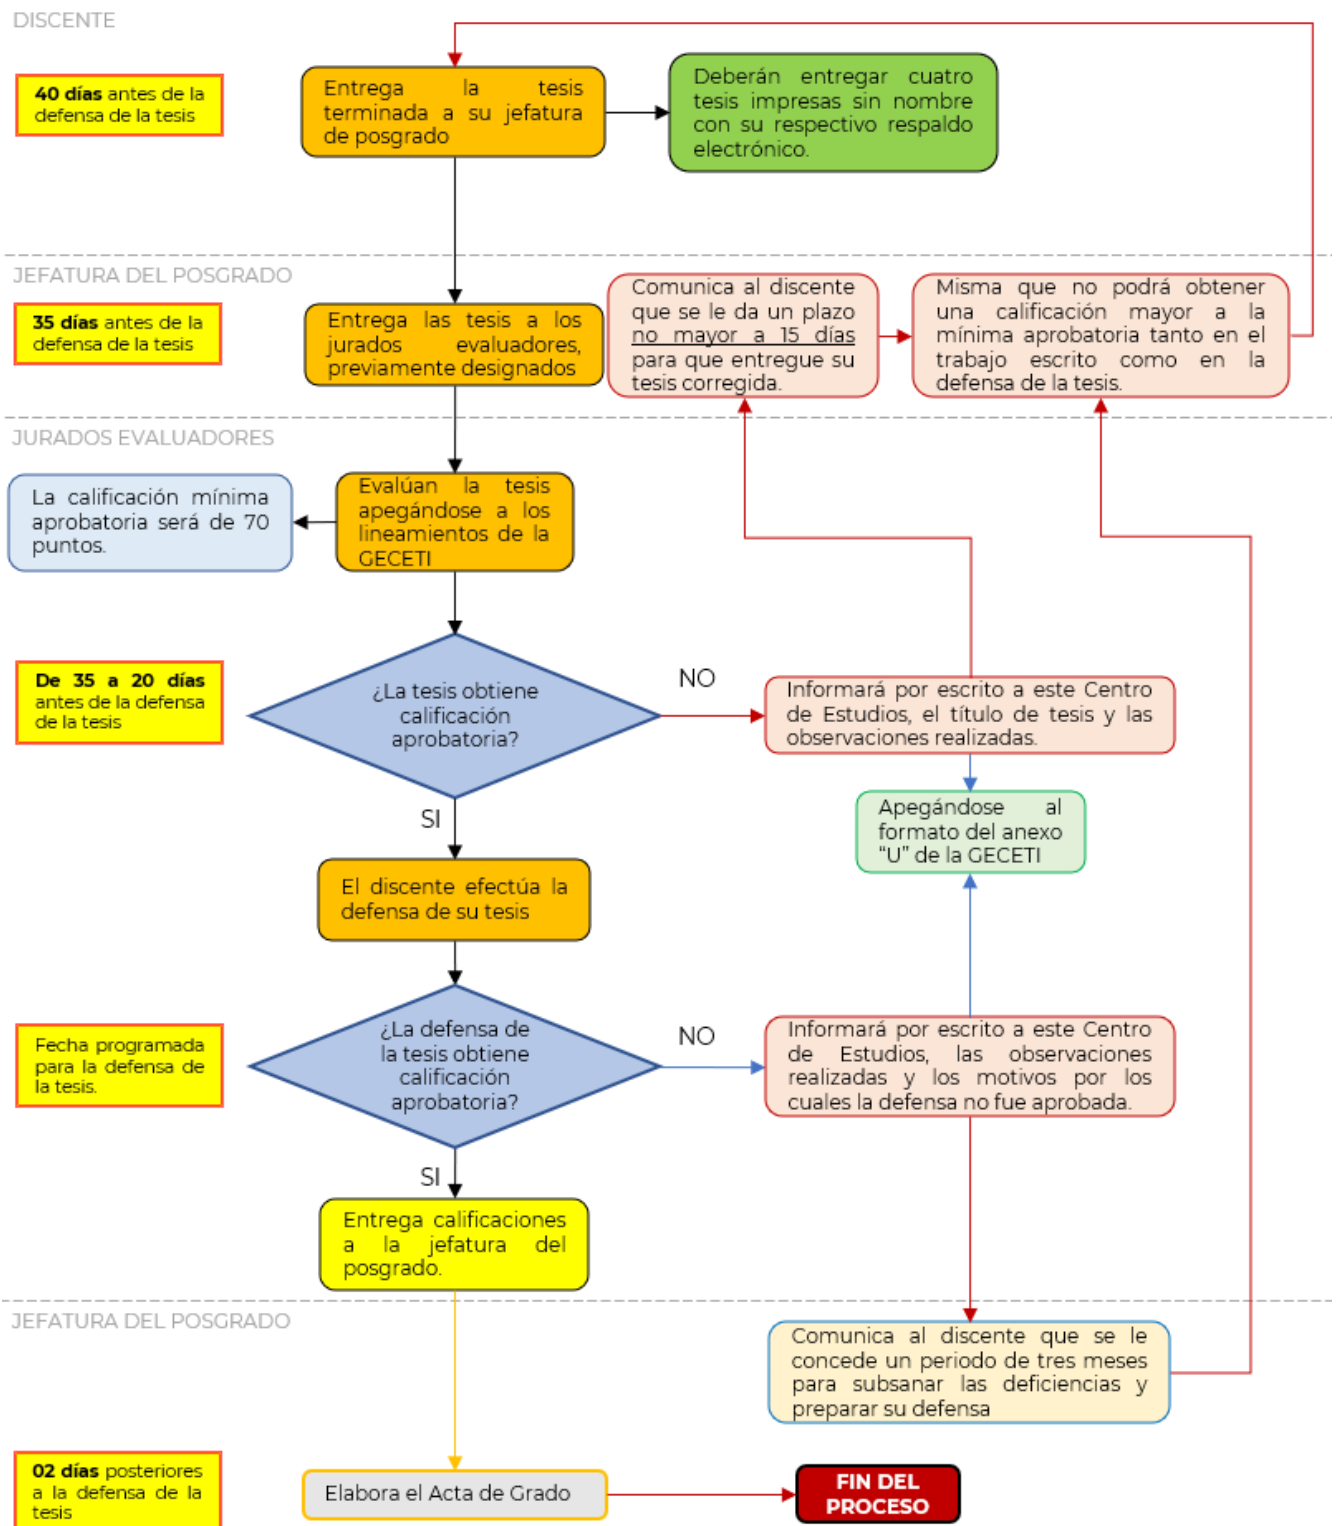 DISCENTE
40 días antes de la
defensa de la tesis
Entrega la tesis
terminada a su jefatura
de posgrado
Deberán entregar cuatro
tesis impresas sin nombre
con su respectivo respaldo
electrónico.
JEFATURA DEL POSGRADO
35 días antes de la
defensa de la tesis
Entrega las tesis a los
jurados evaluadores,
previamente designados
Comunica al discente
que se le da un plazo
no mayor a 15 días
para que entregue su
tesis corregida.
Misma que no podrá obtener
una calificación mayor a la
mínima aprobatoria tanto en el
trabajo escrito como en la
defensa de la tesis.
JURADOS EVALUADORES
La calificación mínima
aprobatoria será de 70
puntos.
Evalúan la tesis
apegándose a los
lineamientos de la
GECETI
De 35 a 20 días
antes de la defensa
de la tesis
¿La tesis obtiene
calificación
aprobatoria?
NO
Informará por escrito a este Centro
de Estudios, el título de tesis y las
observaciones realizadas.
Apegándose al
formato del anexo
“U” de la GECETI
SI
El discente efectúa la
defensa de su tesis
Fecha programada
para la defensa de
la tesis.
¿La defensa de
la tesis obtiene
calificación
aprobatoria?
NO
Informará por escrito a este Centro
de Estudios, las observaciones
realizadas y los motivos por los
cuales la defensa no fue aprobada.
SI
Entrega calificaciones
a la jefatura del
posgrado.
JEFATURA DEL POSGRADO
Comunica al discente que se le
concede un periodo de tres meses
para subsanar las deficiencias y
preparar su defensa
02 días posteriores
a la defensa de la
tesis
Elabora el Acta de Grado
FIN DEL
PROCESO